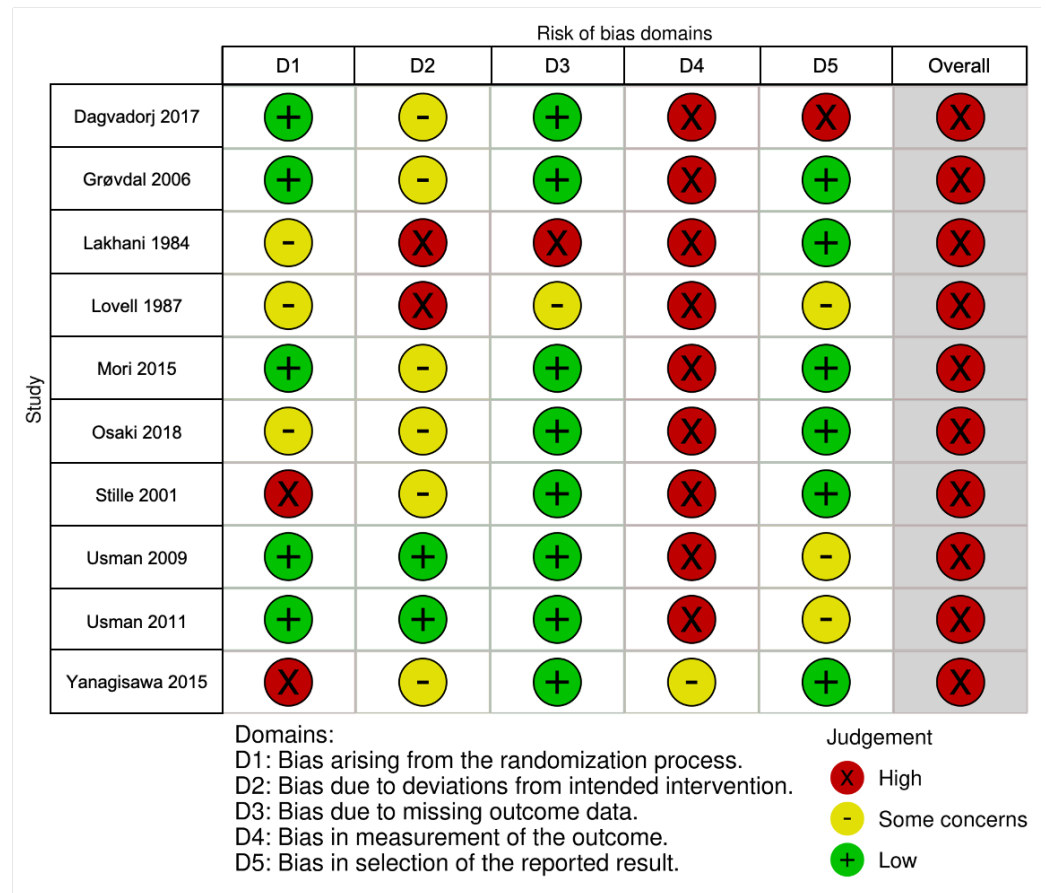 Risk of bias domains
D1 D2 D3 D4 D5 Overall
Study
Dagvadorj 2017 + - + X X X
Grøvdal 2006 + - + X + X
Lakhani 1984 - X X X + X
Lovell 1987 - X - X - X
Mori 2015 + - + X + X
Osaki 2018 - - + X + X
Stille 2001 X - + X + X
Usman 2009 + + + X - X
Usman 2011 + + + X - X
Yanagisawa 2015 X - + - + X
Domains:
D1: Bias arising from the randomization process.
D2: Bias due to deviations from intended intervention.
D3: Bias due to missing outcome data.
D4: Bias in measurement of the outcome.
D5: Bias in selection of the reported result.
Judgement
X High
- Some concerns
+ Low